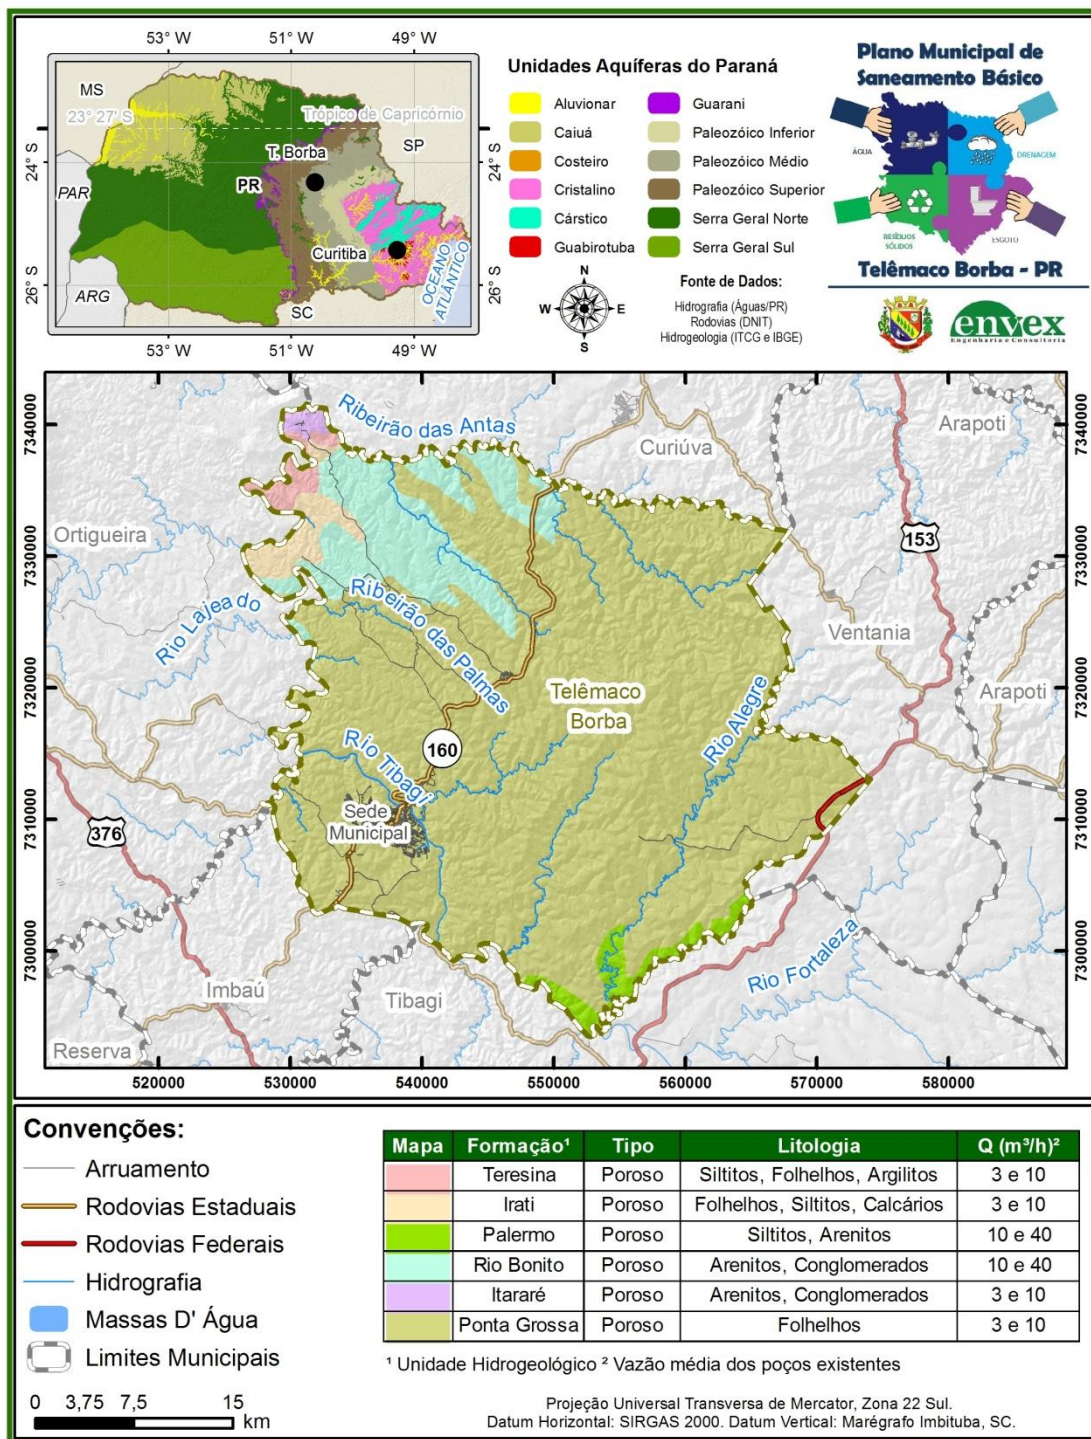 53° W 51° W 49° W
MS
23° 27' S
Trópico de Capricórnio
SP
T. Borba
24° S
24° S
PAR
PR
Curitiba
OCEANO
ATLÂNTICO
26° S
26° S
ARG
SC
53° W 51° W 49° W
Unidades Aquíferas do Paraná
Aluvionar
Caiuá
Costeiro
Cristalino
Cárstico
Guabirotuba
Guarani
Paleozóico Inferior
Paleozóico Médio
Paleozóico Superior
Serra Geral Norte
Serra Geral Sul
N
W E
S
Fonte de Dados:
Hidrografia (Águas/PR)
Rodovias (DNIT)
Hidrogeologia (ITCG e IBGE)
Plano Municipal de
Saneamento Básico
ÁGUA
DRENAGEM
RESÍDUOS
SÓLIDOS
ESGOTO
Telêmaco Borba - PR
envex
Engenharia e Consultoria
7340000
7330000
7320000
7310000
7300000
Ribeirão das Antas
Curiúva
Arapoti
Ortigueira
153
Rio Lajeado
Ribeirão das Palmas
Ventania
Telêmaco
Borba
Rio Alegre
Arapoti
Rio Tibagi
160
Sede
Municipal
376
Rio Fortaleza
Imbaú
Tibagi
Reserva
7340000
7330000
7320000
7310000
7300000
520000 530000 540000 550000 560000 570000 580000
Convenções:
Arruamento
Rodovias Estaduais
Rodovias Federais
Hidrografia
Massas D' Água
Limites Municipais
0 3,75 7,5 15
km
Mapa Formação¹ Tipo Litologia Q (m³/h)²
Teresina Poroso Siltitos, Folhelhos, Argilitos 3 e 10
Irati Poroso Folhelhos, Siltitos, Calcários 3 e 10
Palermo Poroso Siltitos, Arenitos 10 e 40
Rio Bonito Poroso Arenitos, Conglomerados 10 e 40
Itararé Poroso Arenitos, Conglomerados 3 e 10
Ponta Grossa Poroso Folhelhos 3 e 10
¹ Unidade Hidrogeológico ² Vazão média dos poços existentes
Projeção Universal Transversa de Mercator, Zona 22 Sul.
Datum Horizontal: SIRGAS 2000. Datum Vertical: Marégrafo Imbituba, SC.